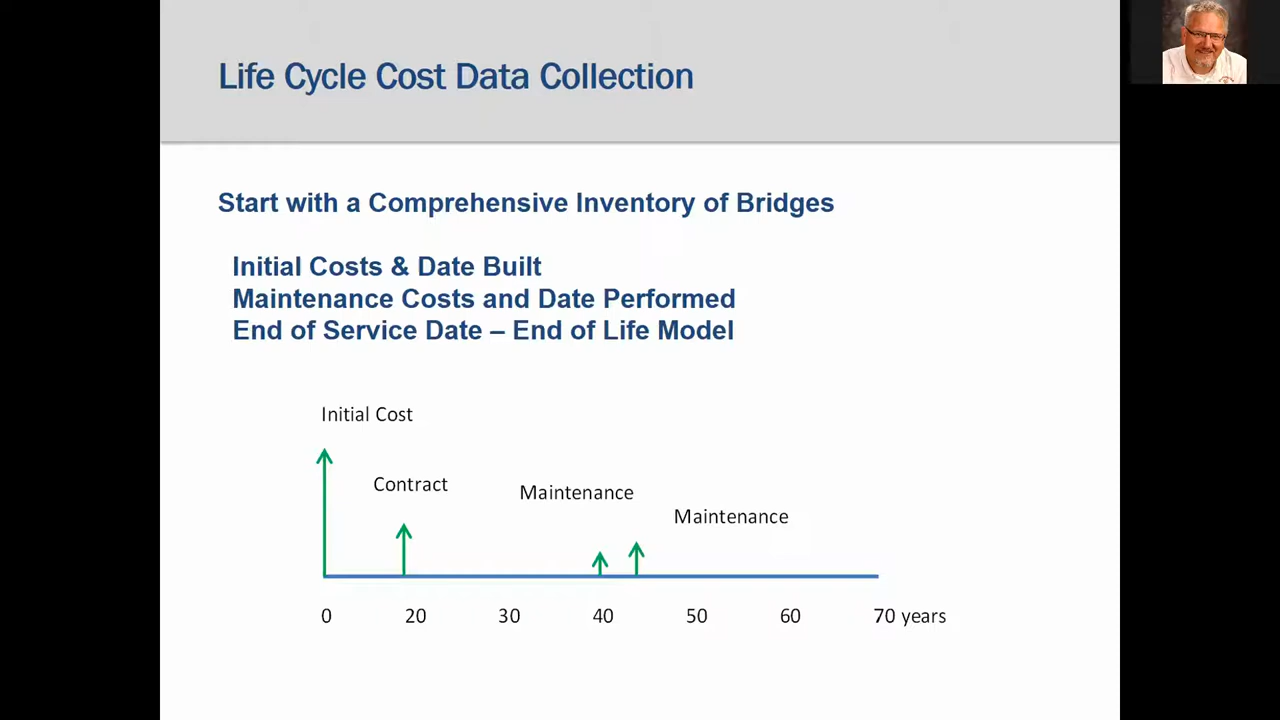 Life Cycle Cost Data Collection
Start with a Comprehensive Inventory of Bridges
Initial Costs & Date Built
Maintenance Costs and Date Performed
End of Service Date – End of Life Model
Initial Cost
Contract
Maintenance
Maintenance
0 20 30 40 50 60 70 years